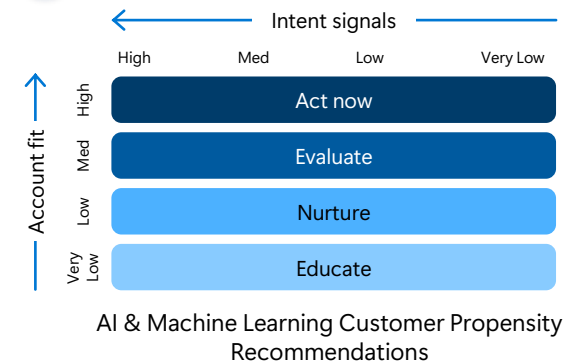 Intent signals
High Med Low Very Low
Account fit
High
Act now
Med
Evaluate
Low
Nurture
Very
Low
Educate
AI & Machine Learning Customer Propensity
Recommendations